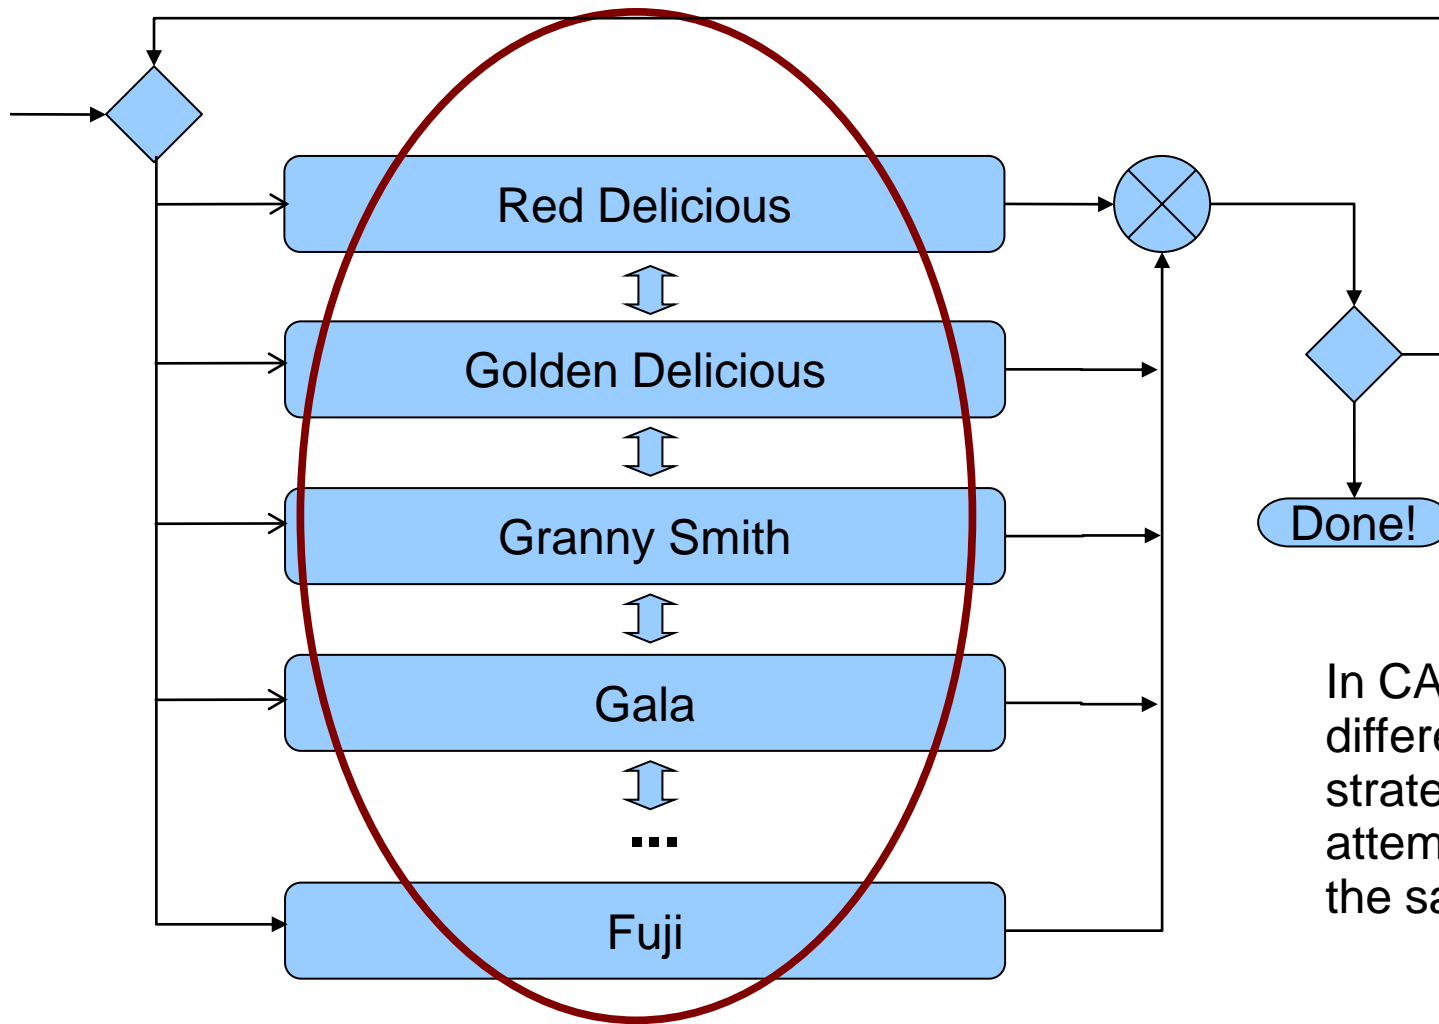 Red Delicious
Golden Delicious
Granny Smith
Gala
...
Fuji
Done!
In CA
differe
strate
attem
the sa